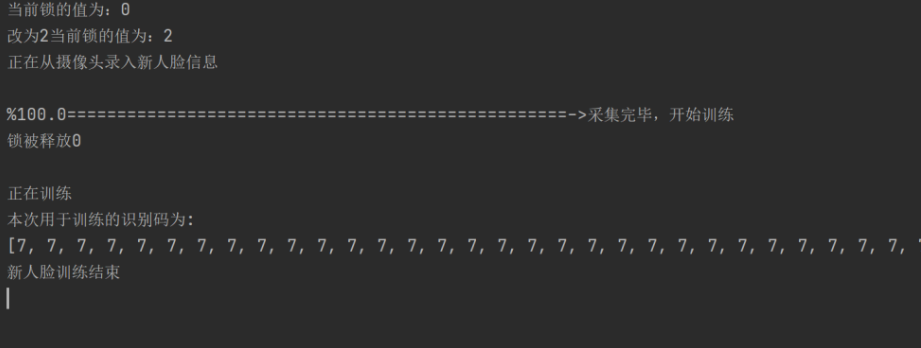 当前锁的值为：0
改为2当前锁的值为：2
正在从摄像头录入新人脸信息
%100.0==================================================->采集完毕，开始训练
锁被释放0
正在训练
本次用于训练的识别码为:
[7, 7, 7, 7, 7, 7, 7, 7, 7, 7, 7, 7, 7, 7, 7, 7, 7, 7, 7, 7, 7, 7, 7, 7, 7, 7, 7, 7, 7, 7,
新人脸训练结束